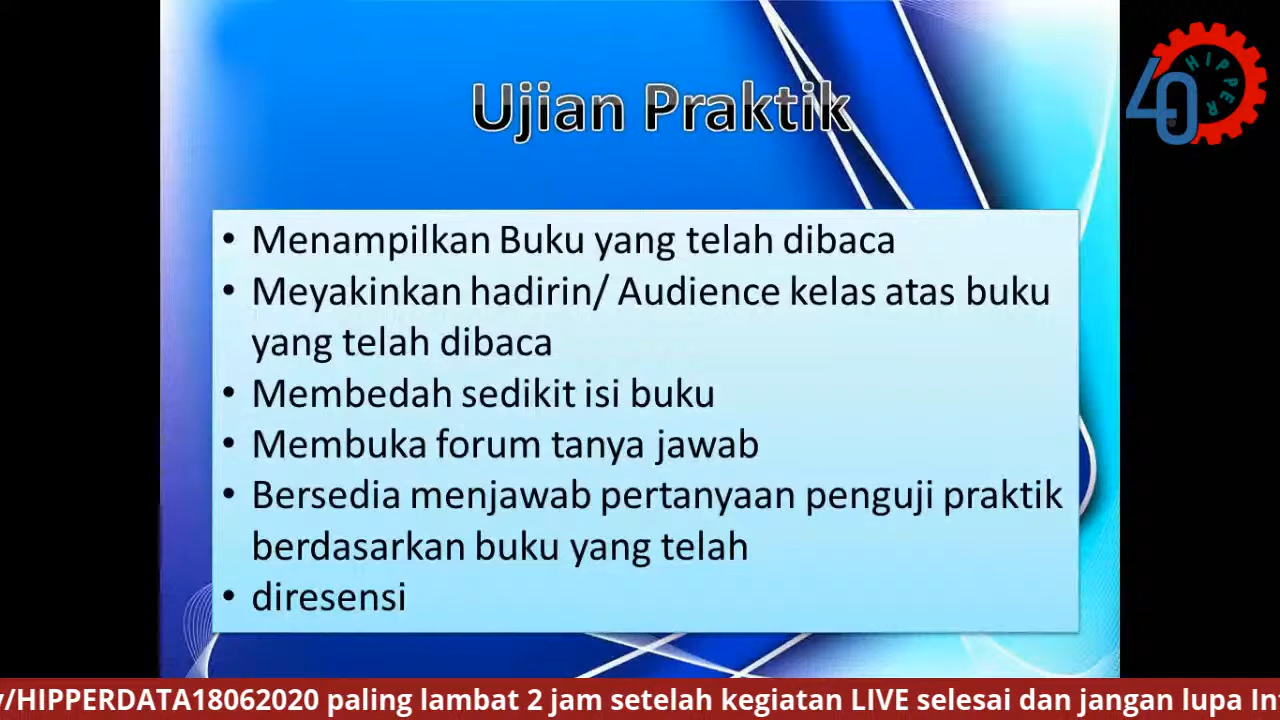 Ujian Praktik
40 HIPPER
• Menampilkan Buku yang telah dibaca
• Meyakinkan hadirin/ Audience kelas atas buku
yang telah dibaca
• Membedah sedikit isi buku
• Membuka forum tanya jawab
• Bersedia menjawab pertanyaan penguji praktik
berdasarkan buku yang telah
• diresensi
y/HIPPERDATA18062020 paling lambat 2 jam setelah kegiatan LIVE selesai dan jangan lupa